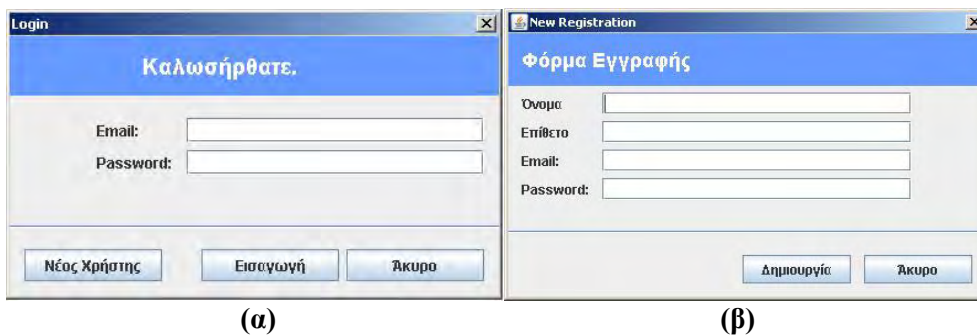 Login
Καλωσήρθατε.
Email:
Password:
Νέος Χρήστης
Εισαγωγή
Άκυρο
(α)
New Registration
Φόρμα Εγγραφής
Όνομα
Επίθετο
Email:
Password:
Δημιουργία
Άκυρο
(β)